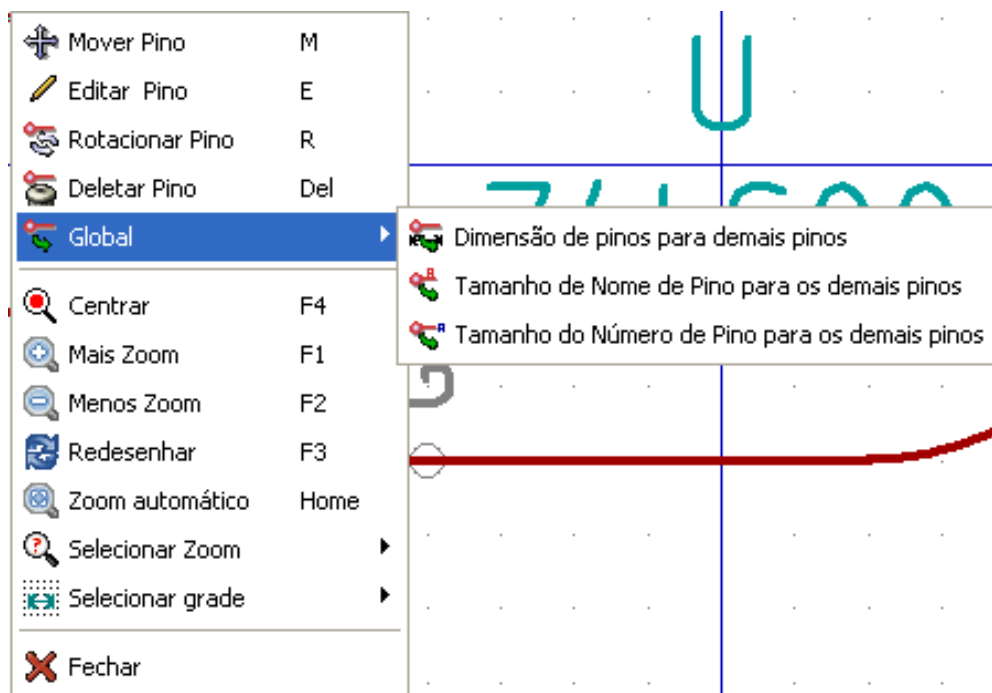 Mover Pino M
Editar Pino E
Rotacionar Pino R
Deletar Pino Del
Global
Centrar F4
Mais Zoom F1
Menos Zoom F2
Redesenhar F3
Zoom automático Home
Selecionar Zoom
Selecionar grade
Fechar
Dimensão de pinos para demais pinos
Tamanho de Nome de Pino para os demais pinos
Tamanho do Número de Pino para os demais pinos
U